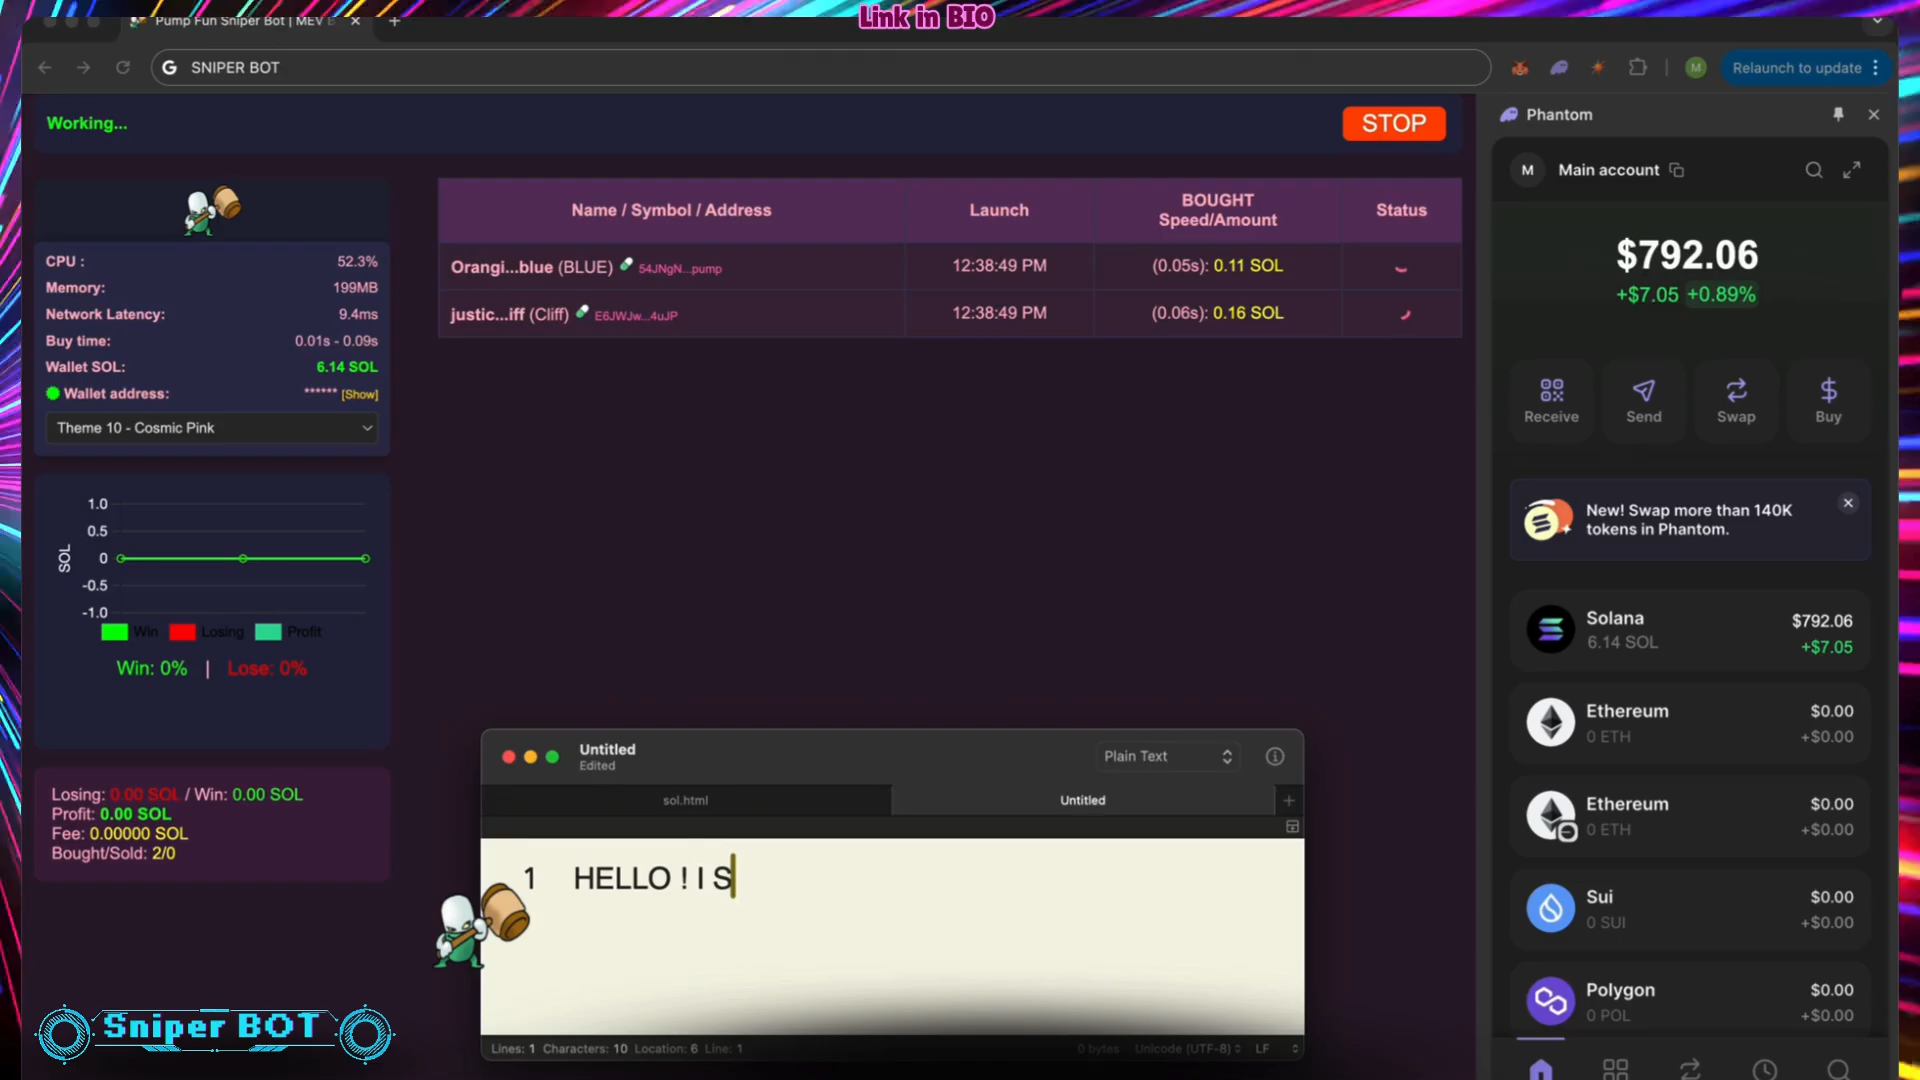 Link in BIO
Pump Fun Sniper Bot | MEV
SNIPER BOT
M
Relaunch to update
Working...
STOP
CPU :
52.3%
Memory:
199MB
Network Latency:
9.4ms
Buy time:
0.01s - 0.09s
Wallet SOL:
6.14 SOL
Wallet address:
****** [Show]
Theme 10 - Cosmic Pink
Name / Symbol / Address
Launch
BOUGHT
Speed/Amount
Status
Orangi...blue (BLUE) 54JNgN...pump
12:38:49 PM
(0.05s): 0.11 SOL
justic...iff (Cliff) E6JWJw...4uJP
12:38:49 PM
(0.06s): 0.16 SOL
SOL
1.0
0.5
0
-0.5
-1.0
Win
Losing
Profit
Win: 0% | Lose: 0%
Losing: 0.00 SOL / Win: 0.00 SOL
Profit: 0.00 SOL
Fee: 0.00000 SOL
Bought/Sold: 2/0
Sniper BOT
Untitled
Edited
Plain Text
sol.html
Untitled
1 HELLO ! I S
Lines: 1 Characters: 10 Location: 6 Line: 1
0 bytes Unicode (UTF-8) LF
Phantom
M
Main account
$792.06
+$7.05 +0.89%
Receive
Send
Swap
Buy
New! Swap more than 140K
tokens in Phantom.
Solana
$792.06
6.14 SOL
+$7.05
Ethereum
$0.00
0 ETH
+$0.00
Ethereum
$0.00
0 ETH
+$0.00
Sui
$0.00
0 SUI
+$0.00
Polygon
$0.00
0 POL
+$0.00